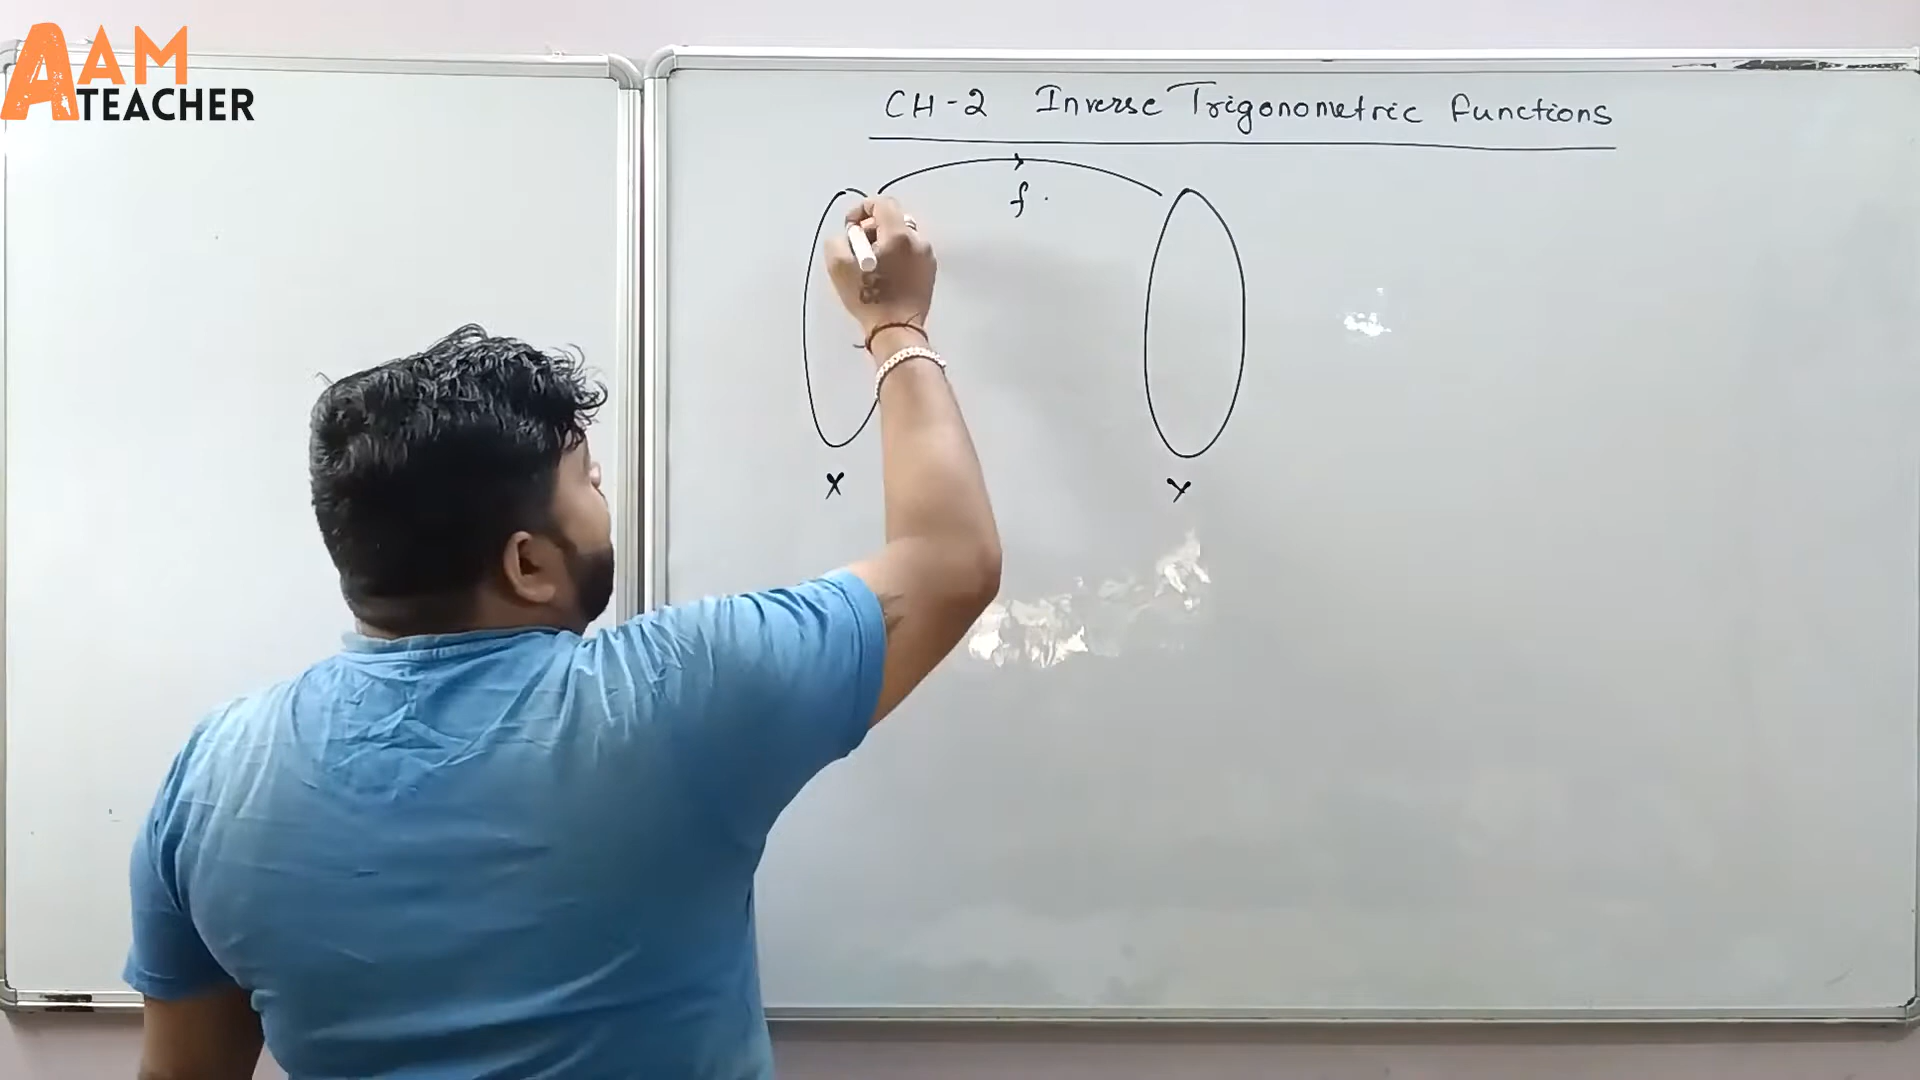 AAM
TEACHER
CH-2 Inverse Trigonometric functions
f.
X
Y